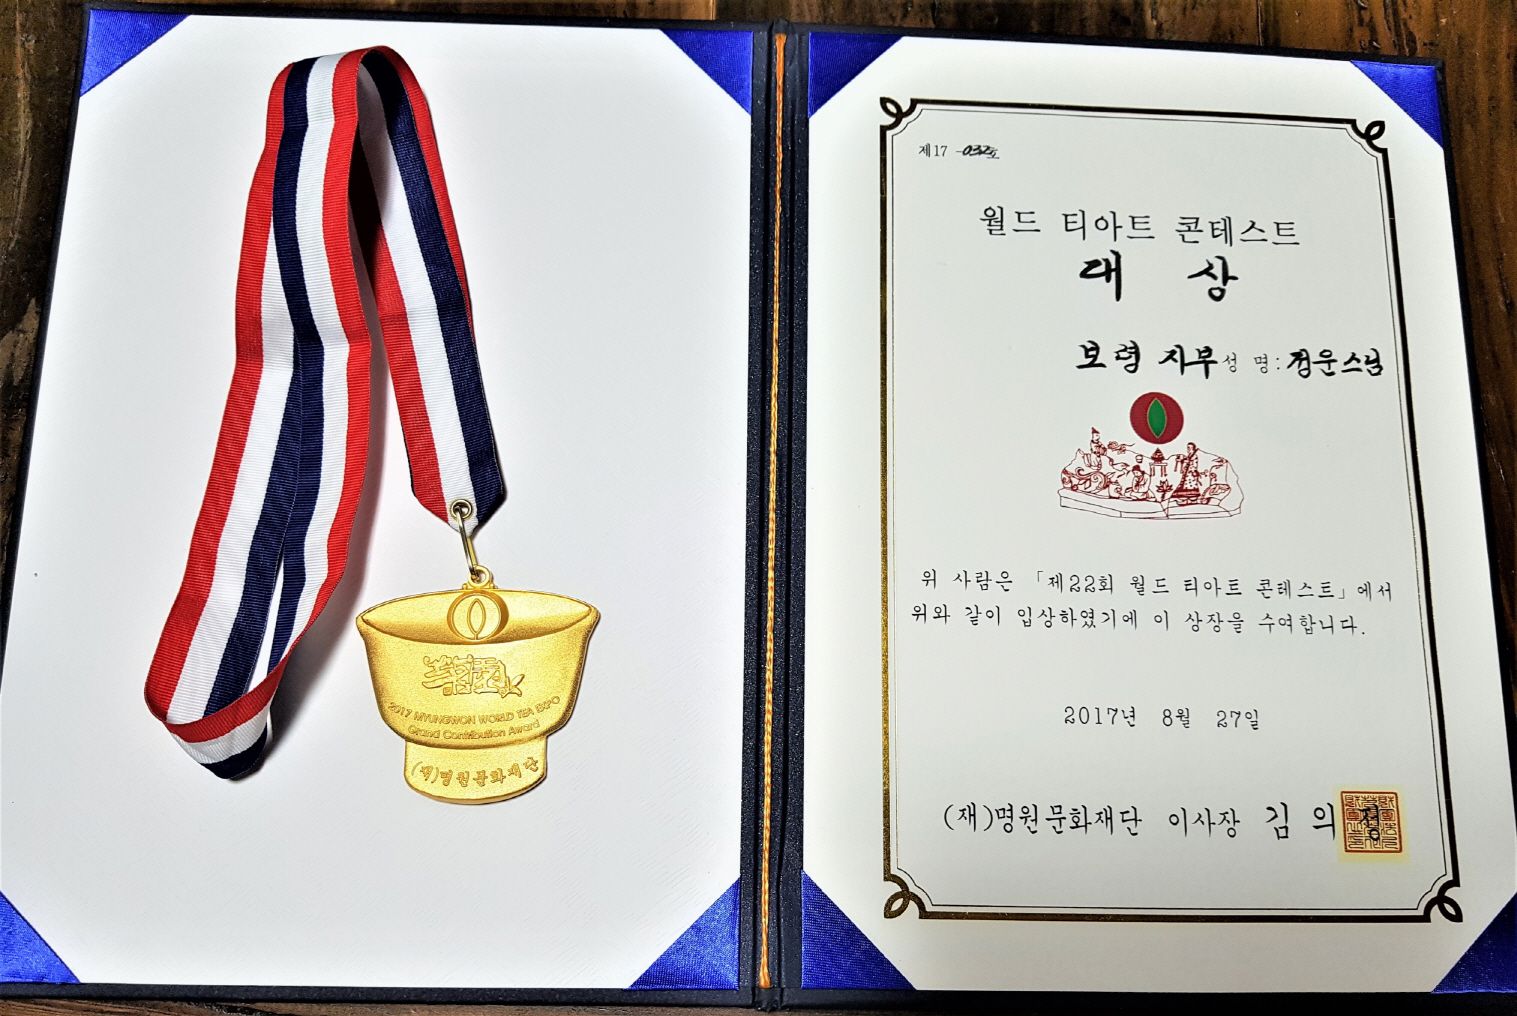 2017 MYUNGWON WORLD TEA EXPO
Grand Contribution Award
(재)명원문화재단
제17 -032호
월드 티아트 콘테스트
대 상
보령 지부 성 명: 정운스님
위 사람은 「제22회 월드 티아트 콘테스트」에서
위와 같이 입상하였기에 이 상장을 수여합니다.
2017년 8월 27일
(재)명원문화재단 이사장 김 의 정